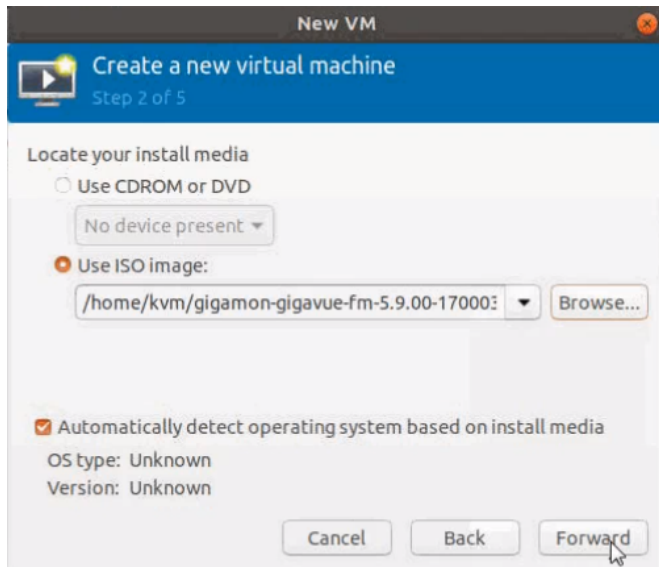 New VM
Create a new virtual machine
Step 2 of 5
Locate your install media
Use CDROM or DVD
No device present
Use ISO image:
/home/kvm/gigamon-gigavue-fm-5.9.00-170003
Browse...
Automatically detect operating system based on install media
OS type: Unknown
Version: Unknown
Cancel Back Forward